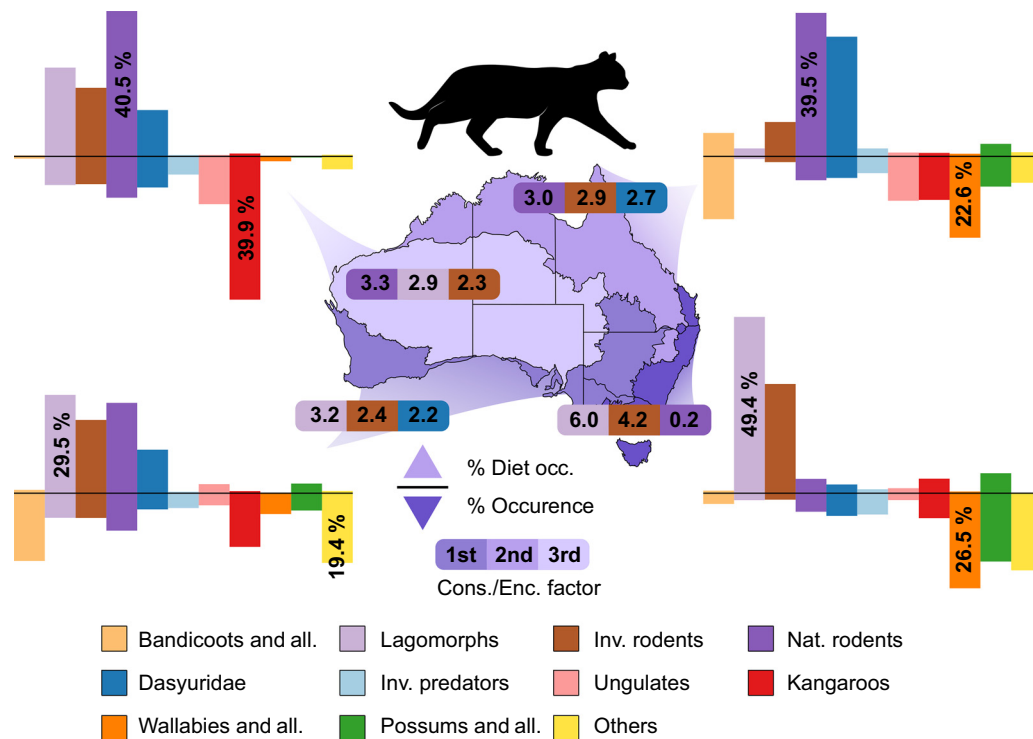 40.5 %
39.9 %
39.5 %
22.6 %
3.0 2.9 2.7
3.3 2.9 2.3
3.2 2.4 2.2
6.0 4.2 0.2
29.5 %
19.4 %
49.4 %
26.5 %
% Diet occ.
% Occurence
1st 2nd 3rd
Cons./Enc. factor
Bandicoots and all. Lagomorphs Inv. rodents Nat. rodents
Dasyuridae Inv. predators Ungulates Kangaroos
Wallabies and all. Possums and all. Others